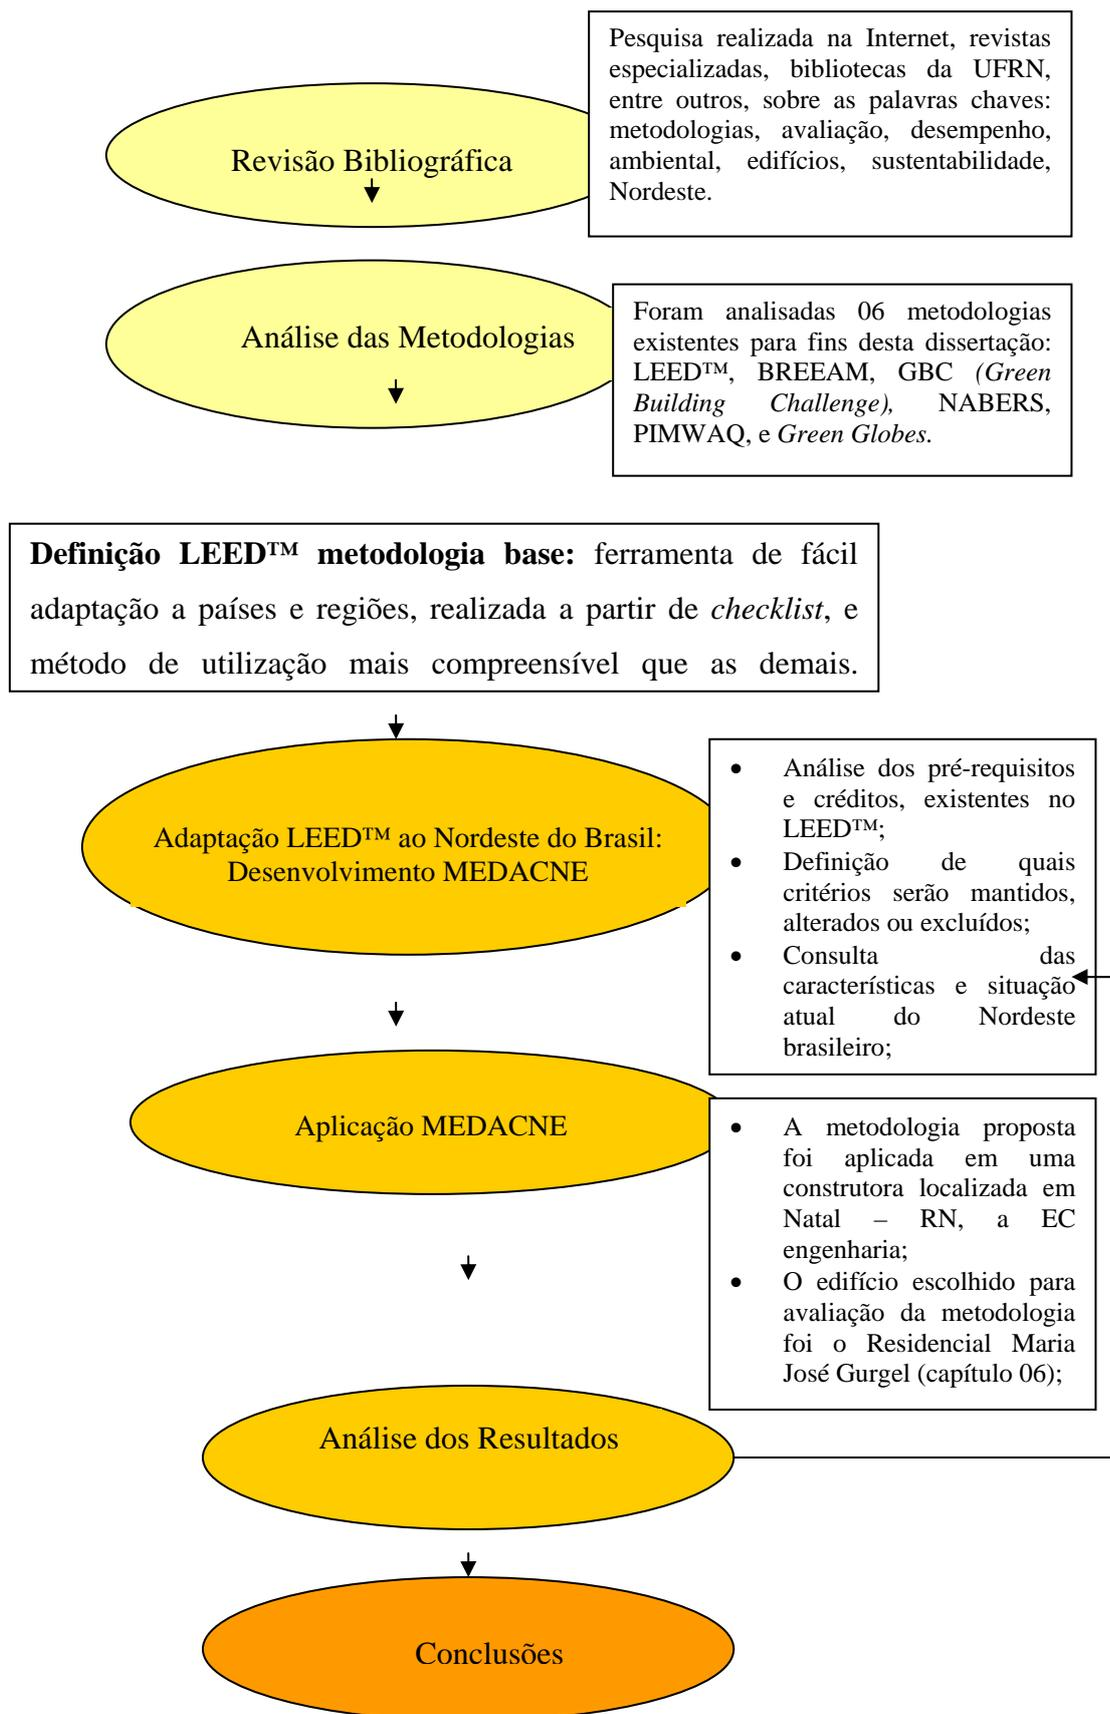 Revisão Bibliográfica
Pesquisa realizada na Internet, revistas
especializadas, bibliotecas da UFRN,
entre outros, sobre as palavras chaves:
metodologias, avaliação, desempenho,
ambiental, edifícios, sustentabilidade,
Nordeste.
Análise das Metodologias
Foram analisadas 06 metodologias
existentes para fins desta dissertação:
LEED™, BREEAM, GBC (Green
Building Challenge), NABERS,
PIMWAQ, e Green Globes.
Definição LEED™ metodologia base: ferramenta de fácil
adaptação a países e regiões, realizada a partir de checklist, e
método de utilização mais compreensível que as demais.
Adaptação LEED™ ao Nordeste do Brasil:
Desenvolvimento MEDACNE
• Análise dos pré-requisitos
e créditos, existentes no
LEED™;
• Definição de quais
critérios serão mantidos,
alterados ou excluídos;
• Consulta das
características e situação
atual do Nordeste
brasileiro;
Aplicação MEDACNE
• A metodologia proposta
foi aplicada em uma
construtora localizada em
Natal – RN, a EC
engenharia;
• O edifício escolhido para
avaliação da metodologia
foi o Residencial Maria
José Gurgel (capítulo 06);
Análise dos Resultados
Conclusões